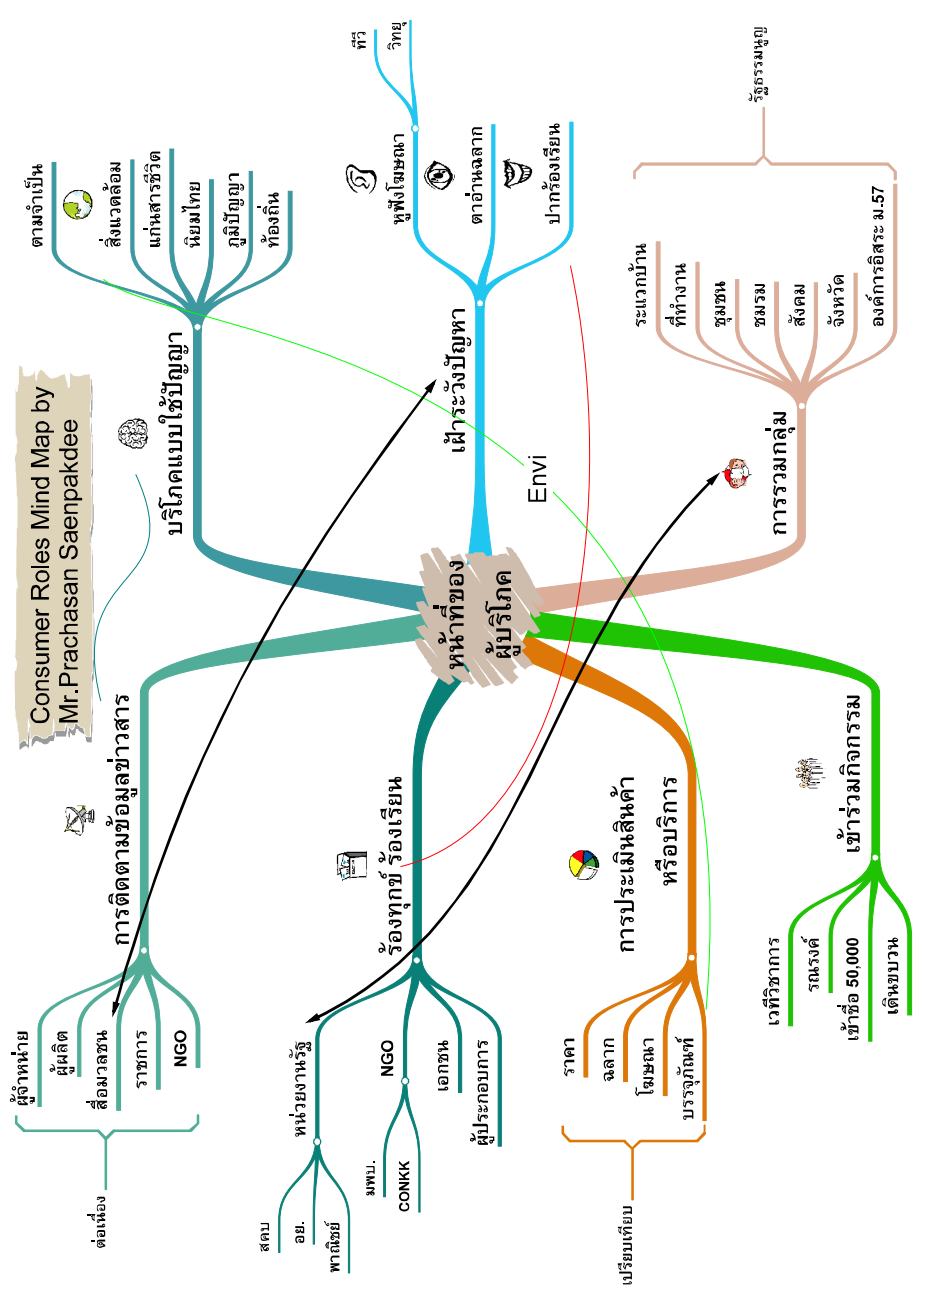 Consumer Roles Mind Map by
Mr.Prachasan Saenpakdee
หน้าที่ของ
ผู้บริโภค
บริโภคแบบใช้ปัญญา
ตามจำเป็น
สิ่งแวดล้อม
แก่นสารชีวิต
นิยมไทย
ภูมิปัญญา
ท้องถิ่น
เฝ้าระวังปัญหา
หูฟังโฆษณา
ทีวี
วิทยุ
ตาอ่านฉลาก
ปากร้องเรียน
การรวมกลุ่ม
ระแวกบ้าน
ที่ทำงาน
ชุมชน
ชมรม
สังคม
จังหวัด
องค์การอิสระ ม.57
รัฐธรรมนูญ
Envi
การติดตามข้อมูลข่าวสาร
ผู้จำหน่าย
ผู้ผลิต
สื่อมวลชน
ราชการ
NGO
ต่อเนื่อง
ร้องทุกข์ ร้องเรียน
หน่วยงานรัฐ
สคบ
อย.
พาณิชย์
NGO
มพบ.
CONKK
เอกชน
ผู้ประกอบการ
การประเมินสินค้า
หรือบริการ
ราคา
ฉลาก
โฆษณา
บรรจุภัณฑ์
เปรียบเทียบ
เข้าร่วมกิจกรรม
เวทีวิชาการ
รณรงค์
เข้าชื่อ 50,000
เดินขบวน